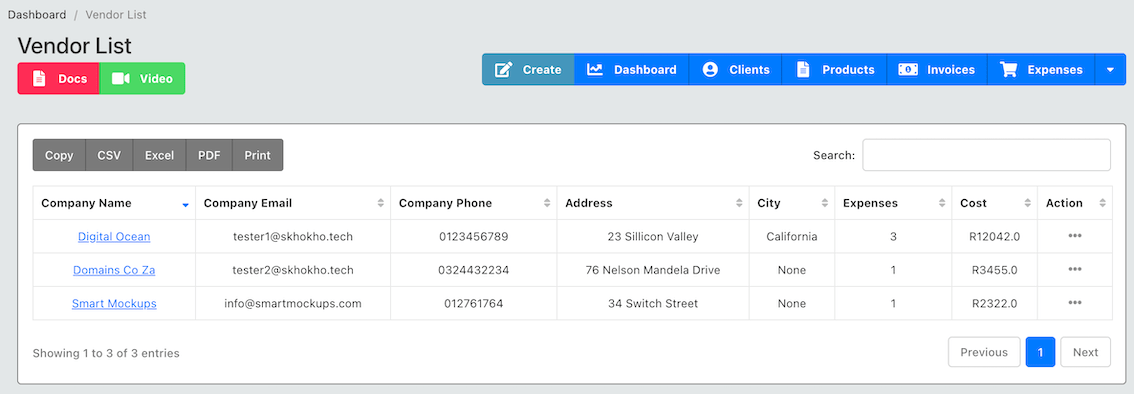 Dashboard / Vendor List
Vendor List
Docs Video
Create Dashboard Clients Products Invoices Expenses
Copy CSV Excel PDF Print
Search:
Company Name Company Email Company Phone Address City Expenses Cost Action
Digital Ocean tester1@skhokho.tech 0123456789 23 Sillicon Valley California 3 R12042.0
Domains Co Za tester2@skhokho.tech 0324432234 76 Nelson Mandela Drive None 1 R3455.0
Smart Mockups info@smartmockups.com 012761764 34 Switch Street None 1 R2322.0
Showing 1 to 3 of 3 entries
Previous 1 Next